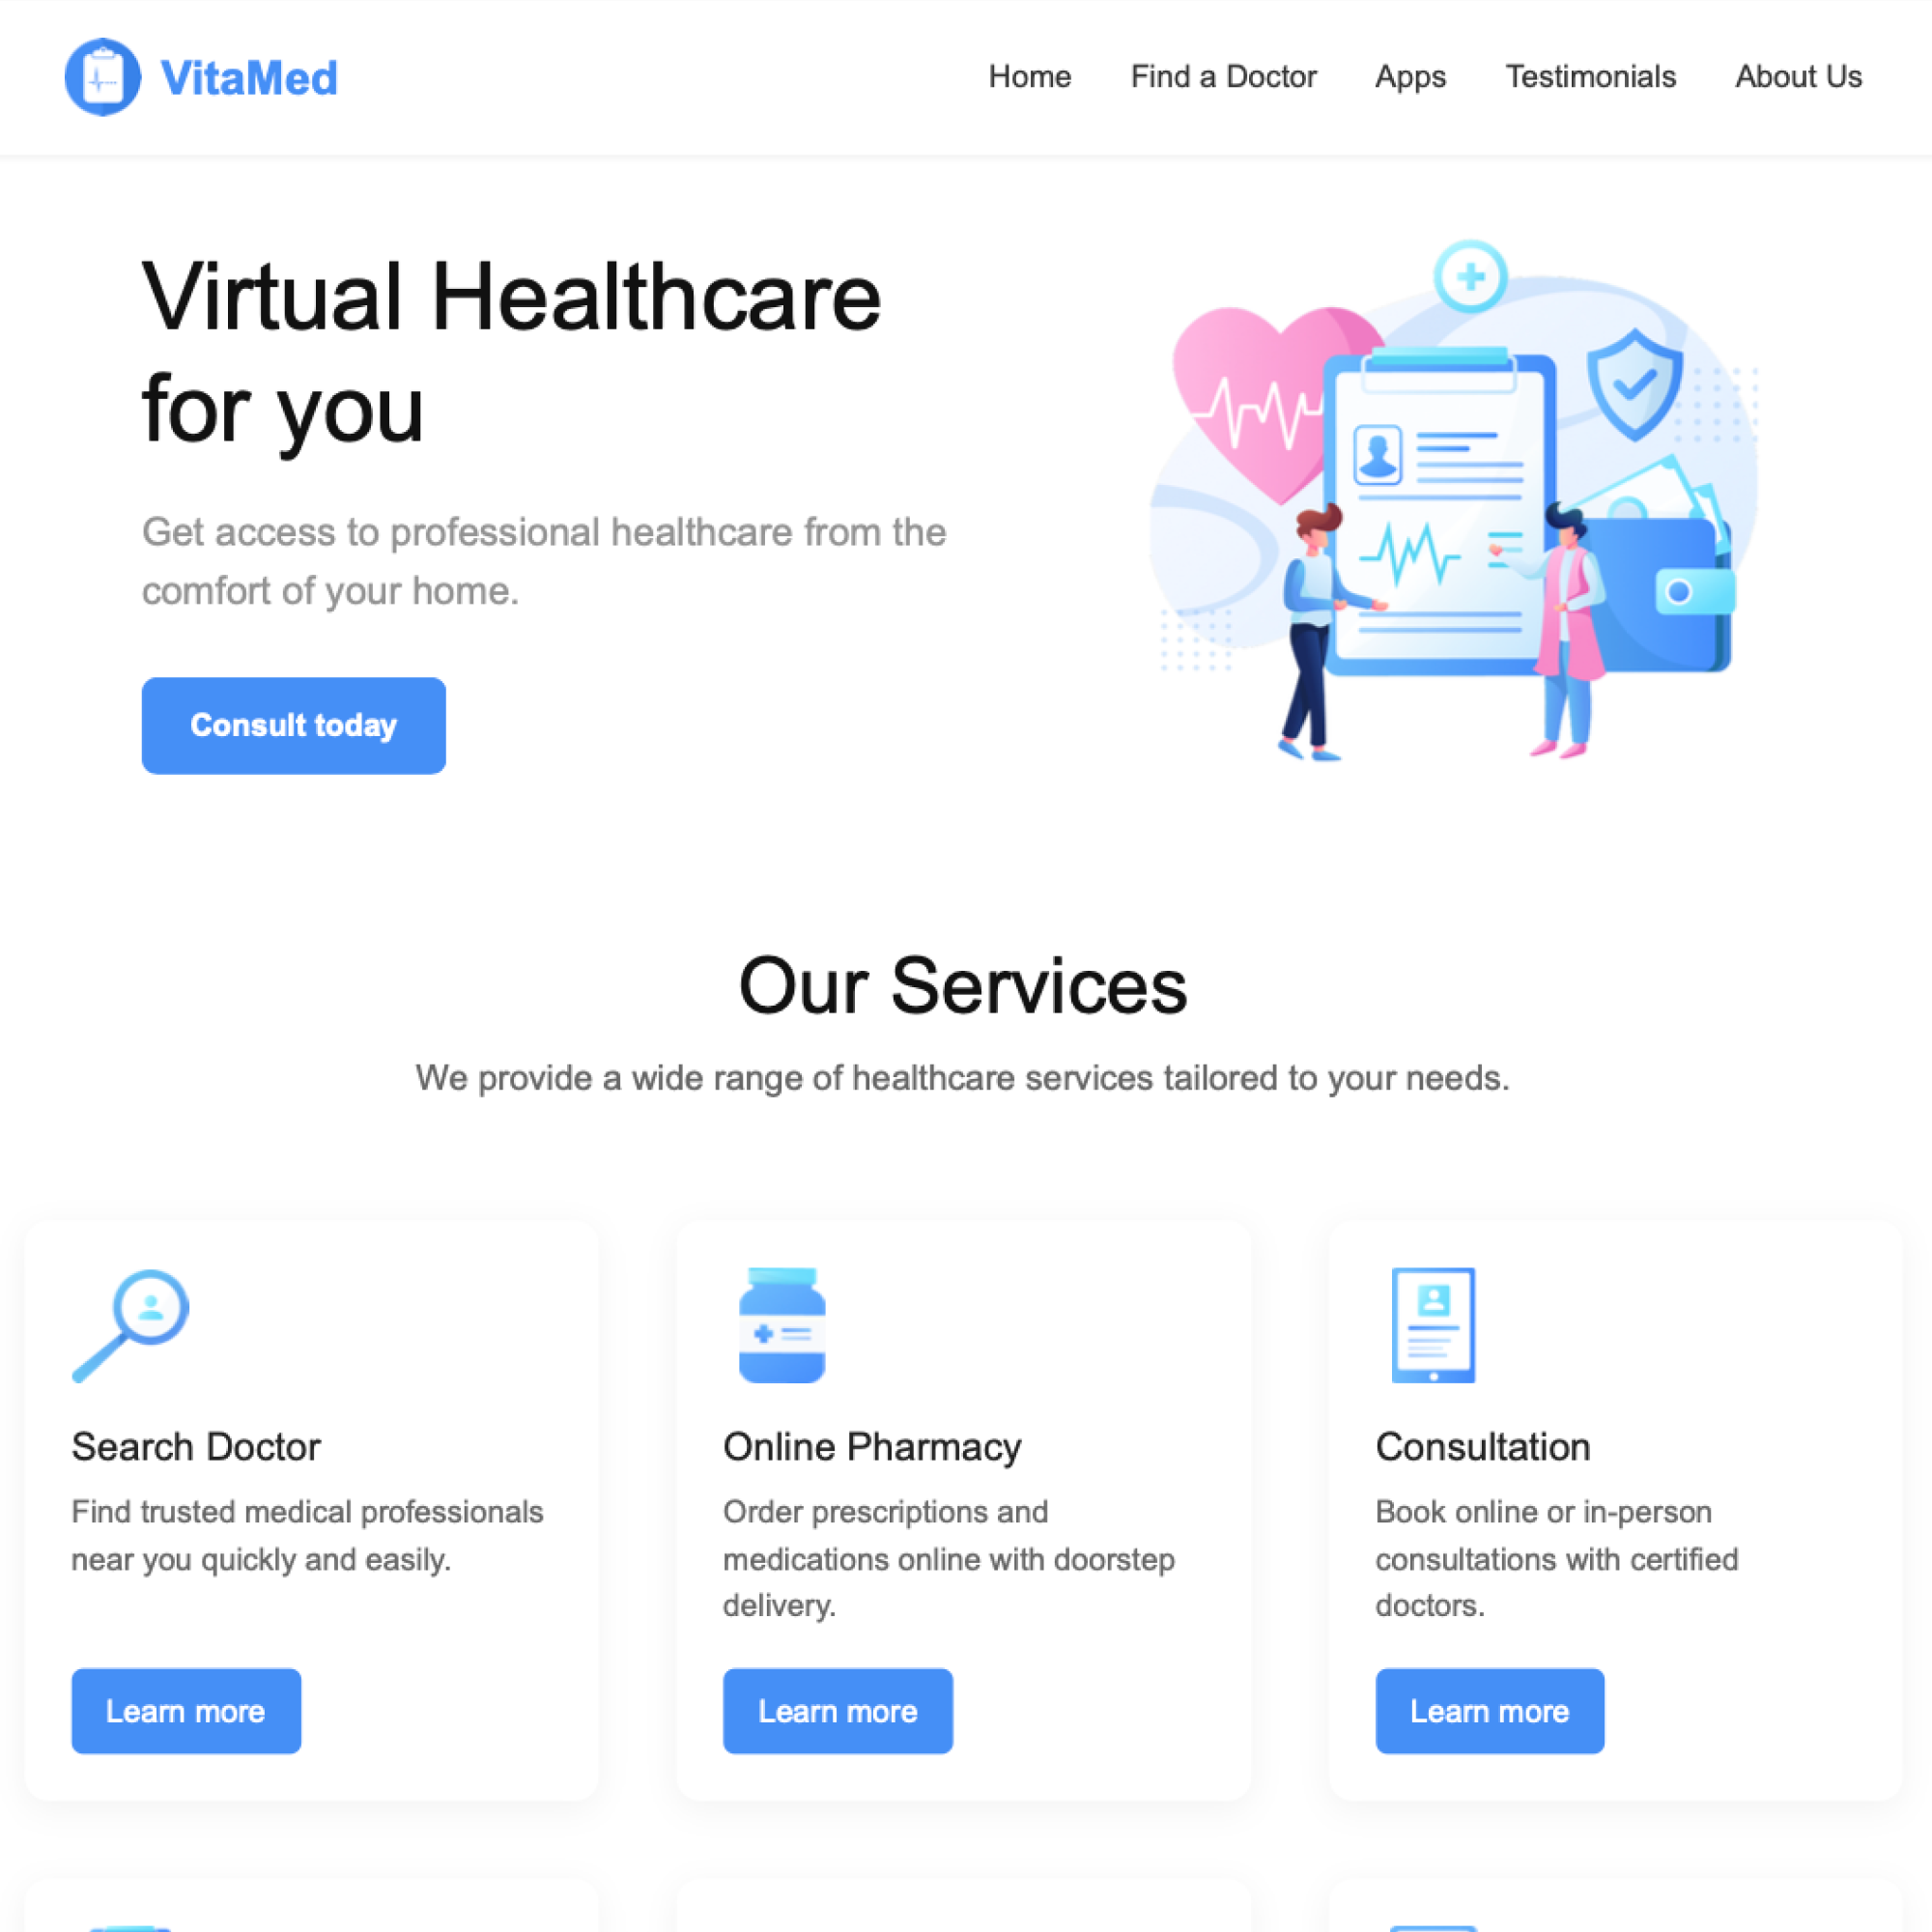 VitaMed
Home
Find a Doctor
Apps
Testimonials
About Us
Virtual Healthcare
for you
Get access to professional healthcare from the
comfort of your home.
Consult today
Our Services
We provide a wide range of healthcare services tailored to your needs.
Search Doctor
Find trusted medical professionals
near you quickly and easily.
Learn more
Online Pharmacy
Order prescriptions and
medications online with doorstep
delivery.
Learn more
Consultation
Book online or in-person
consultations with certified
doctors.
Learn more